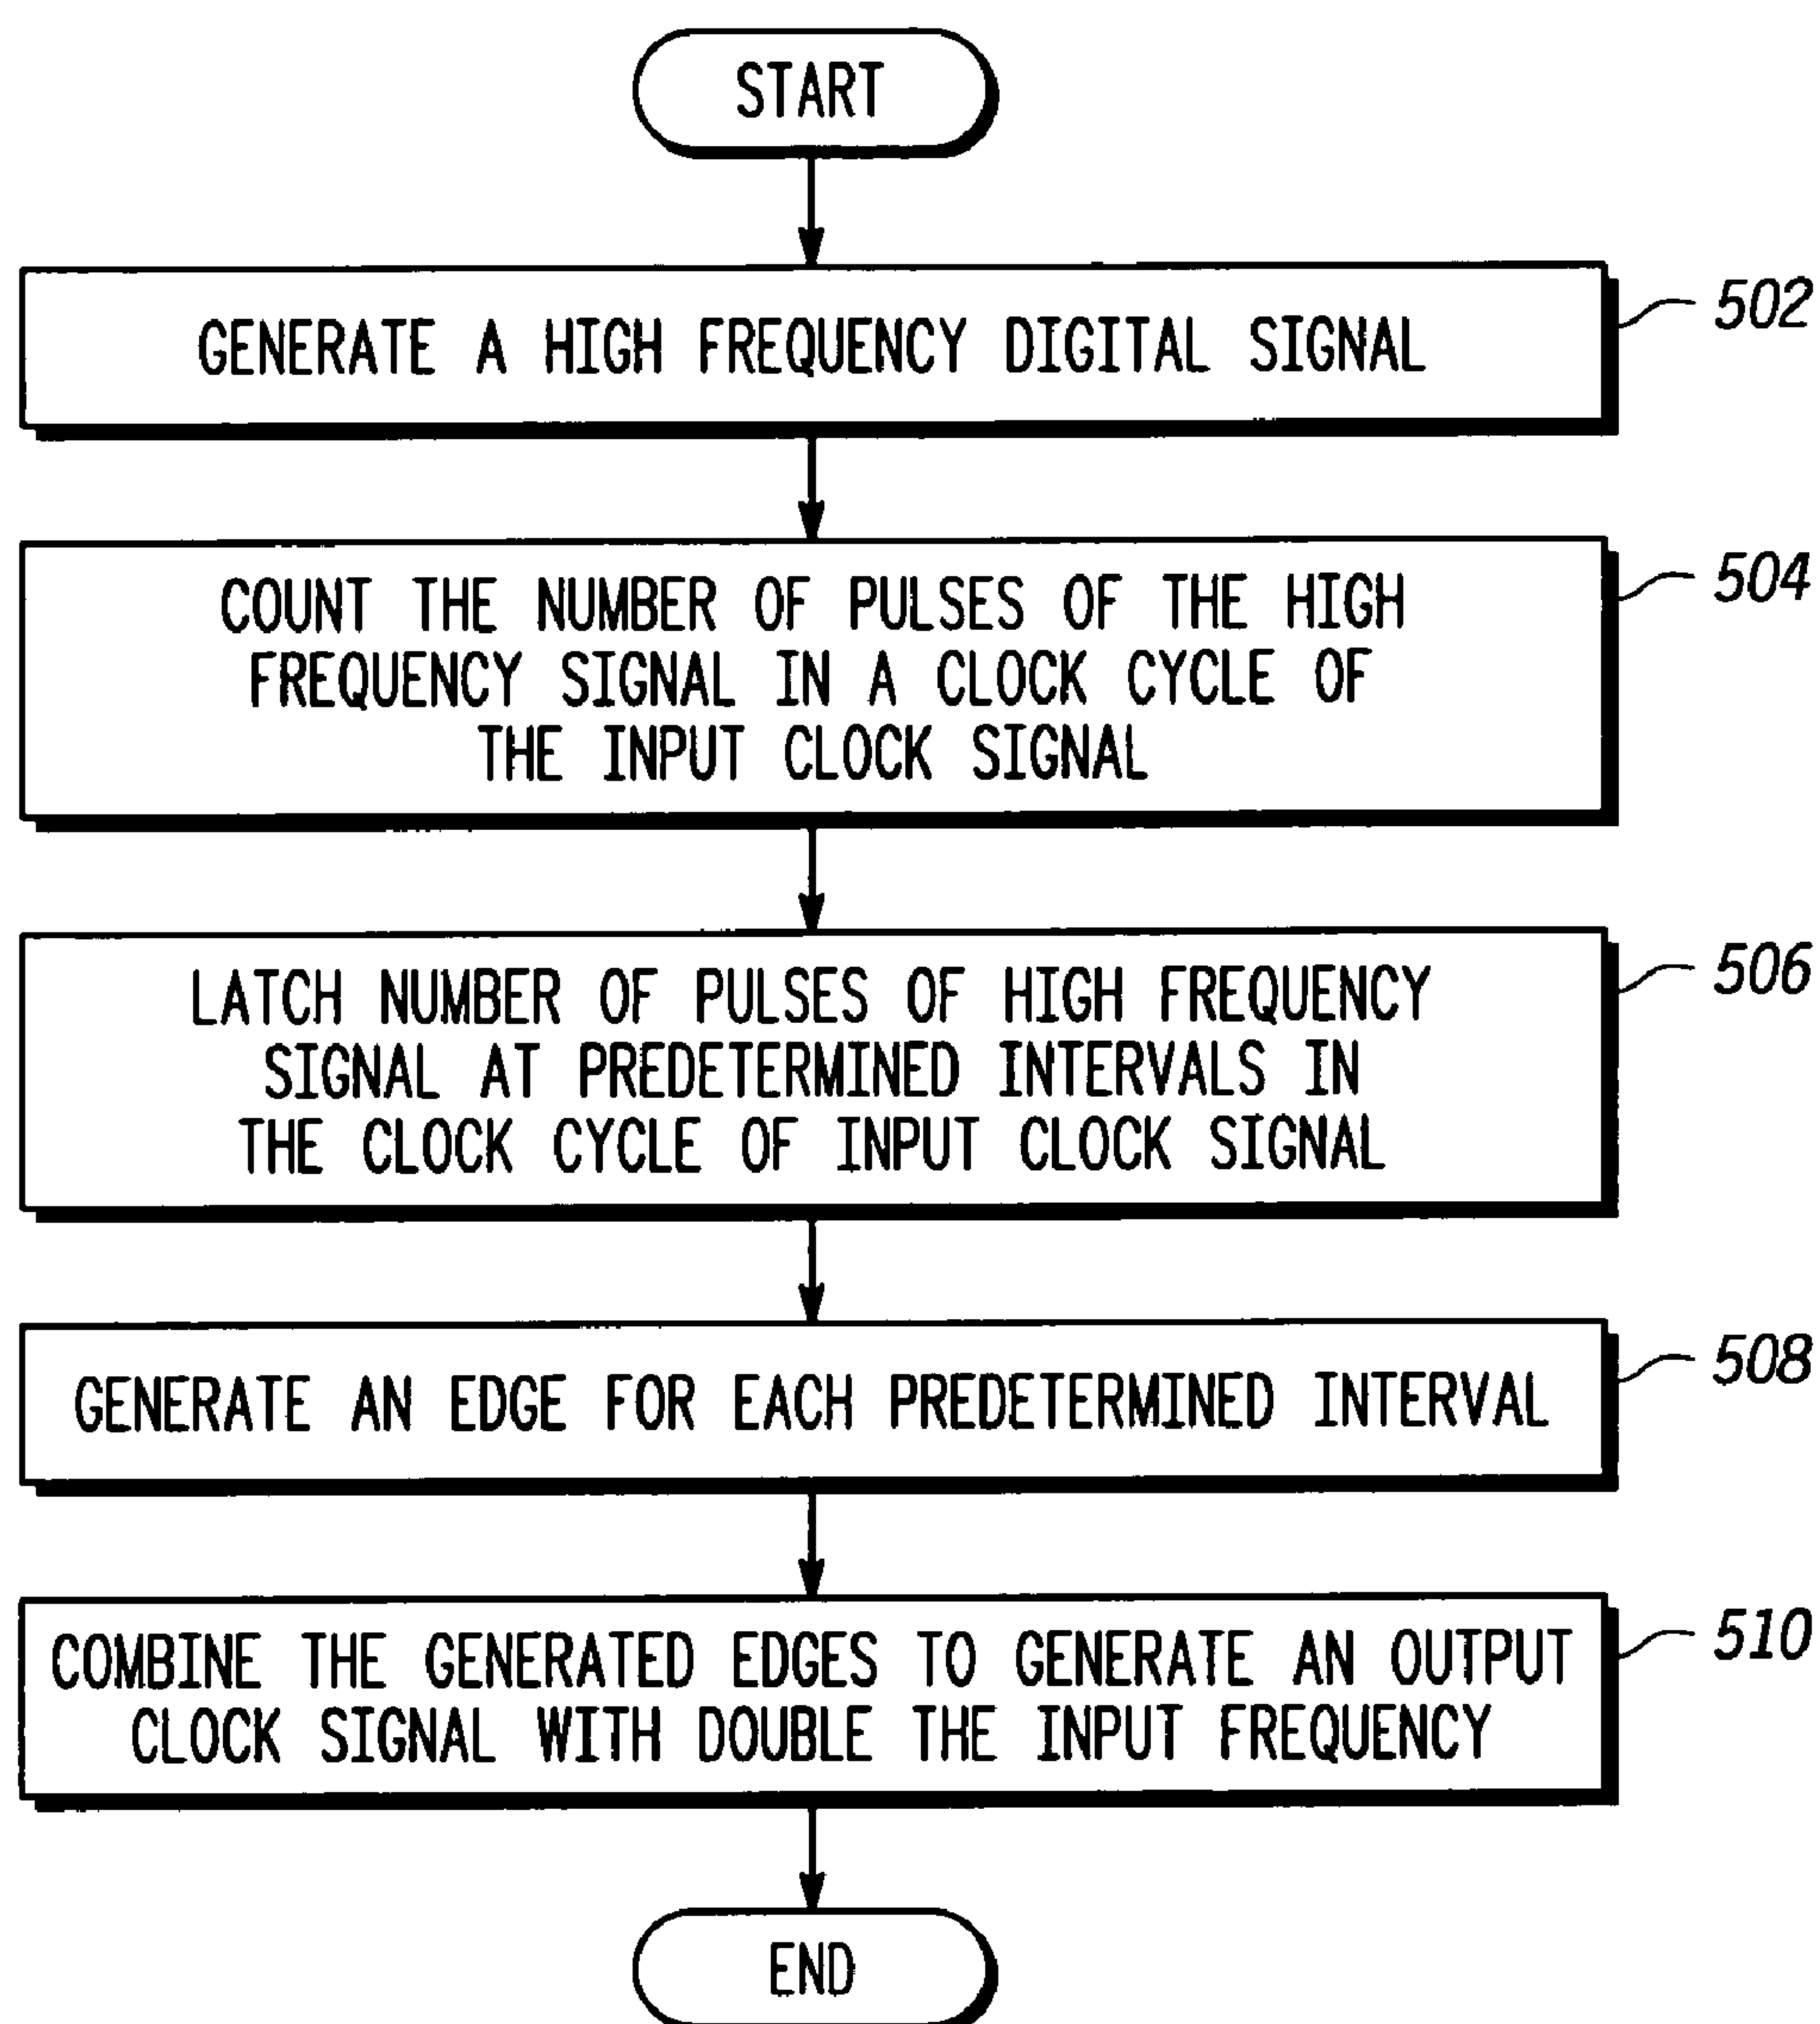 START
GENERATE A HIGH FREQUENCY DIGITAL SIGNAL
502
COUNT THE NUMBER OF PULSES OF THE HIGH
FREQUENCY SIGNAL IN A CLOCK CYCLE OF
THE INPUT CLOCK SIGNAL
504
LATCH NUMBER OF PULSES OF HIGH FREQUENCY
SIGNAL AT PREDETERMINED INTERVALS IN
THE CLOCK CYCLE OF INPUT CLOCK SIGNAL
506
GENERATE AN EDGE FOR EACH PREDETERMINED INTERVAL
508
COMBINE THE GENERATED EDGES TO GENERATE AN OUTPUT
CLOCK SIGNAL WITH DOUBLE THE INPUT FREQUENCY
510
END